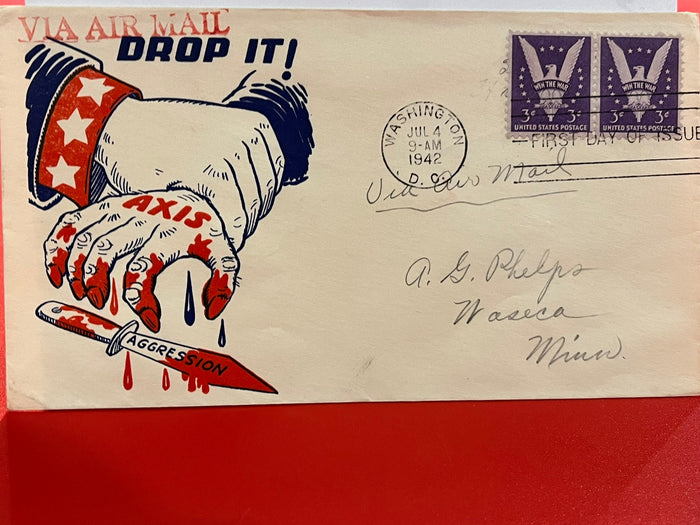 VIA AIR MAIL
DROP IT!
AXIS
AGGRESSION
WASHINGTON
JUL 4
9-AM
1942
D. C.
WIN THE WAR
3¢ 3¢
UNITED STATES POSTAGE
WIN THE WAR
3¢ 3¢
UNITED STATES POSTAGE
FIRST DAY OF ISSUE
Via Air Mail
A. G. Phelps
Waseca
Minn.